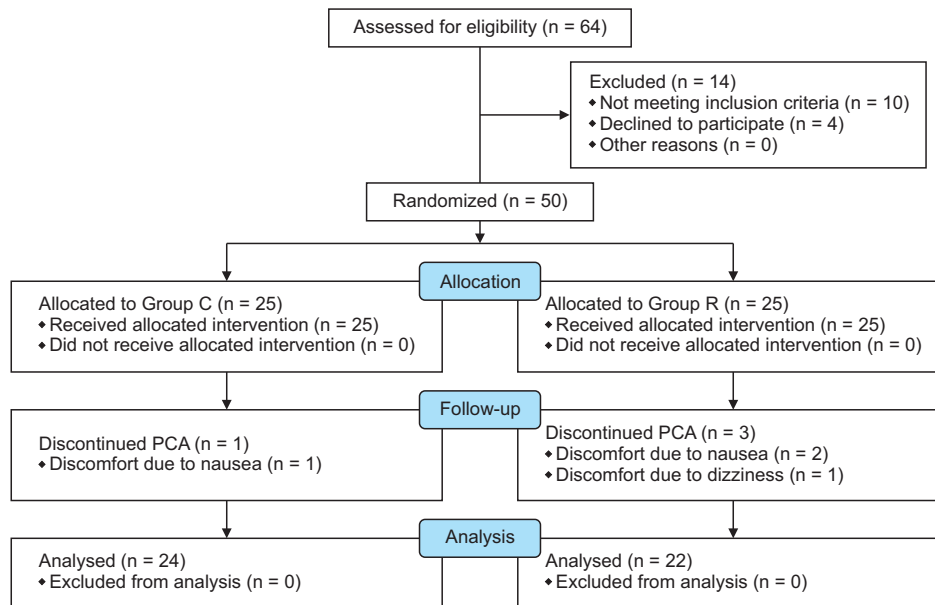 Assessed for eligibility (n = 64)
Excluded (n = 14)
◆ Not meeting inclusion criteria (n = 10)
◆ Declined to participate (n = 4)
◆ Other reasons (n = 0)
Randomized (n = 50)
Allocation
Allocated to Group C (n = 25)
◆ Received allocated intervention (n = 25)
◆ Did not receive allocated intervention (n = 0)
Allocated to Group R (n = 25)
◆ Received allocated intervention (n = 25)
◆ Did not receive allocated intervention (n = 0)
Follow-up
Discontinued PCA (n = 1)
◆ Discomfort due to nausea (n = 1)
Discontinued PCA (n = 3)
◆ Discomfort due to nausea (n = 2)
◆ Discomfort due to dizziness (n = 1)
Analysis
Analysed (n = 24)
◆ Excluded from analysis (n = 0)
Analysed (n = 22)
◆ Excluded from analysis (n = 0)